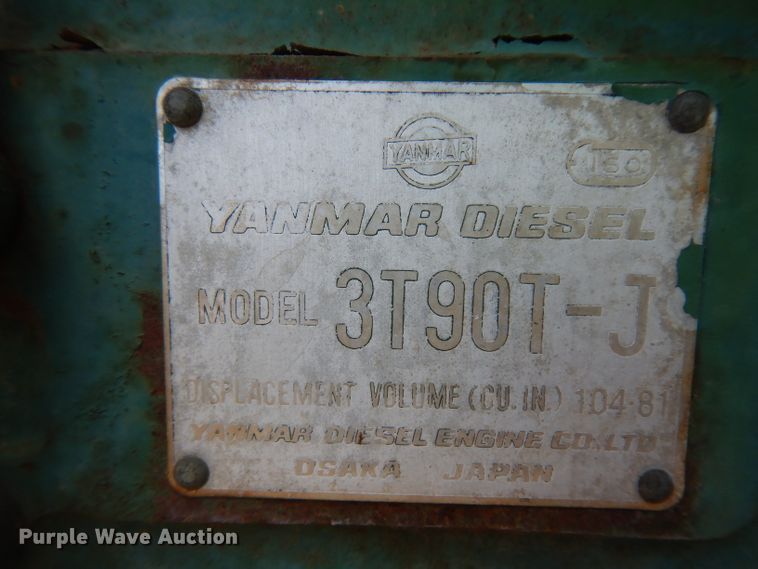 YANMAR
YANMAR DIESEL
MODEL 3T90T-J
DISPLACEMENT VOLUME (CU.IN.) 104·81
YANMAR DIESEL ENGINE CO.LTD
OSAKA JAPAN
Purple Wave Auction